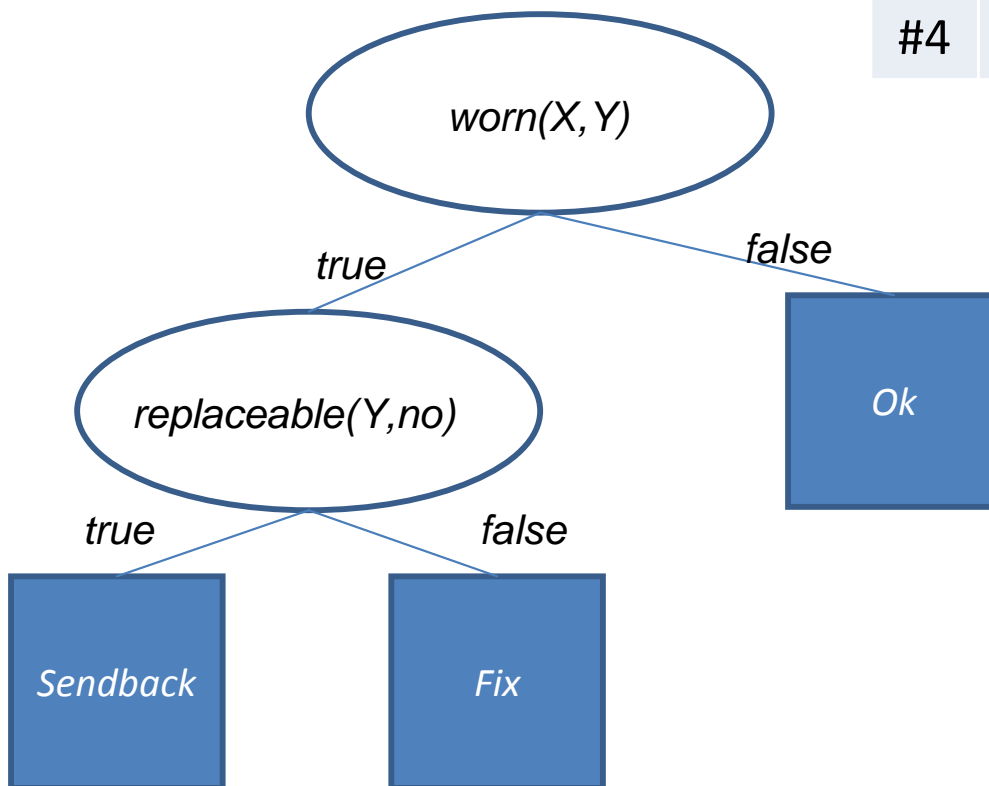 #4
worn(X,Y)
true
false
replaceable(Y,no)
Ok
true
false
Sendback
Fix